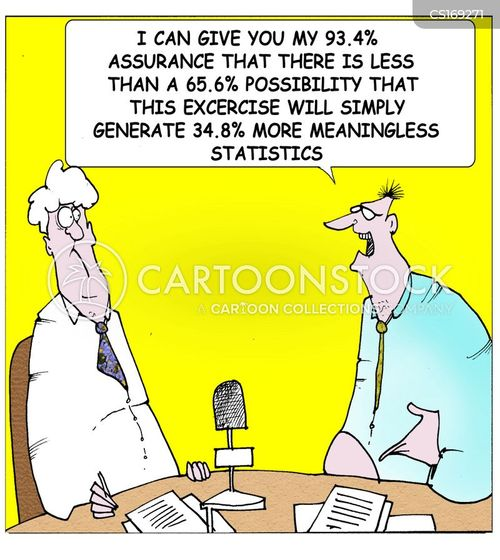 CS169271
I CAN GIVE YOU MY 93.4%
ASSURANCE THAT THERE IS LESS
THAN A 65.6% POSSIBILITY THAT
THIS EXCERCISE WILL SIMPLY
GENERATE 34.8% MORE MEANINGLESS
STATISTICS
CARTOONSTOCK
A CARTOON COLLECTIONS COMPANY